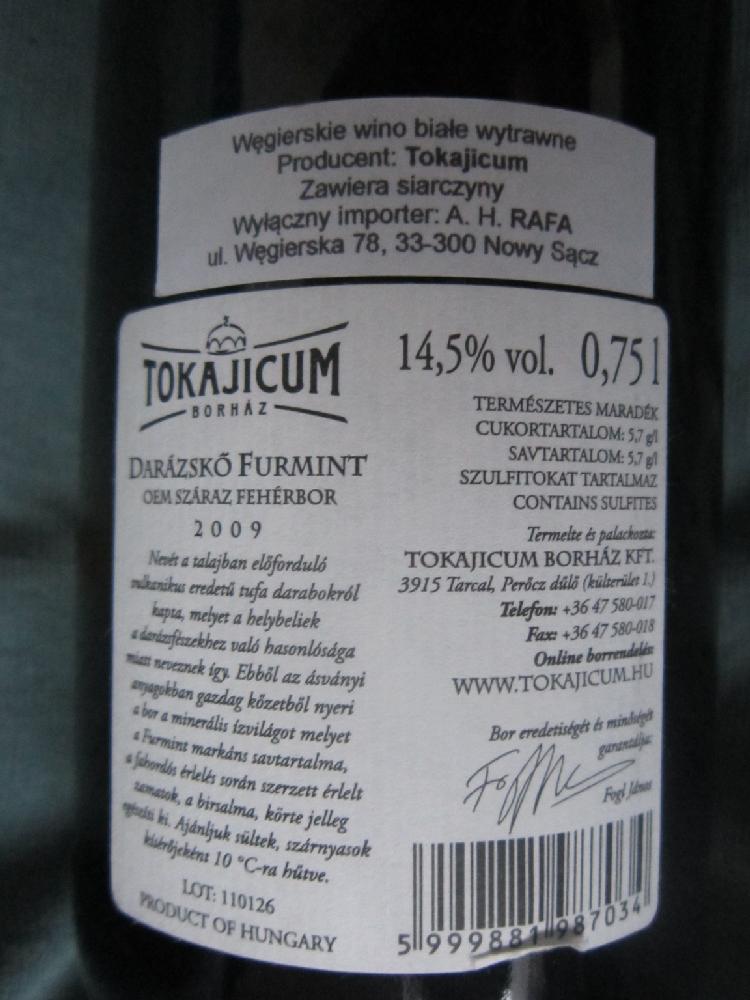 Węgierskie wino białe wytrawne
Producent: Tokajicum
Zawiera siarczyny
Wyłączny importer: A. H. RAFA
ul. Węgierska 78, 33-300 Nowy Sącz
TOKAJICUM
BORHÁZ
DARÁZSKŐ FURMINT
OEM SZÁRAZ FEHÉRBOR
2009
Nevét a talajban előforduló
vulkanikus eredetű tufa darabokról
kapta, melyet a helybeliek
a darázsfészekhez való hasonlósága
miatt neveznek így. Ebből az ásványi
anyagokban gazdag kőzetből nyeri
a bor a minerális ízvilágot melyet
a Furmint markáns savtartalma,
a fahordós érlelés során szerzett érlelt
zamatok, a birsalma, körte jelleg
egészíti ki. Ajánljuk sültek, szárnyasok
kísérőjeként 10 °C-ra hűtve.
LOT: 110126
PRODUCT OF HUNGARY
14,5% vol. 0,75 l
TERMÉSZETES MARADÉK
CUKORTARTALOM: 5,7 g/l
SAVTARTALOM: 5,7 g/l
SZULFITOKAT TARTALMAZ
CONTAINS SULFITES
Termelte és palackozta:
TOKAJICUM BORHÁZ KFT.
3915 Tarcal, Perőcz dűlő (külterület 1.)
Telefon: +36 47 580-017
Fax: +36 47 580-018
Online borrendelés:
WWW.TOKAJICUM.HU
Bor eredetiségét és minőségét
garantálja:
Fogl János
5 999881 987034